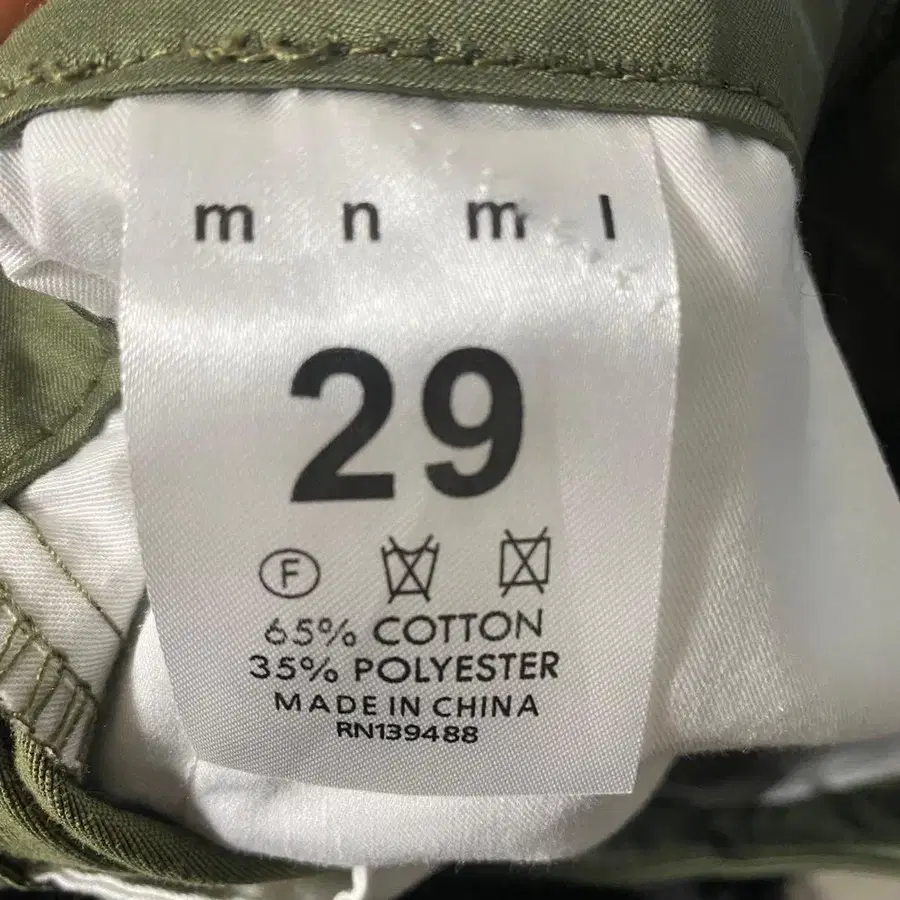 m n m l
29
F
65% COTTON
35% POLYESTER
MADE IN CHINA
RN139488